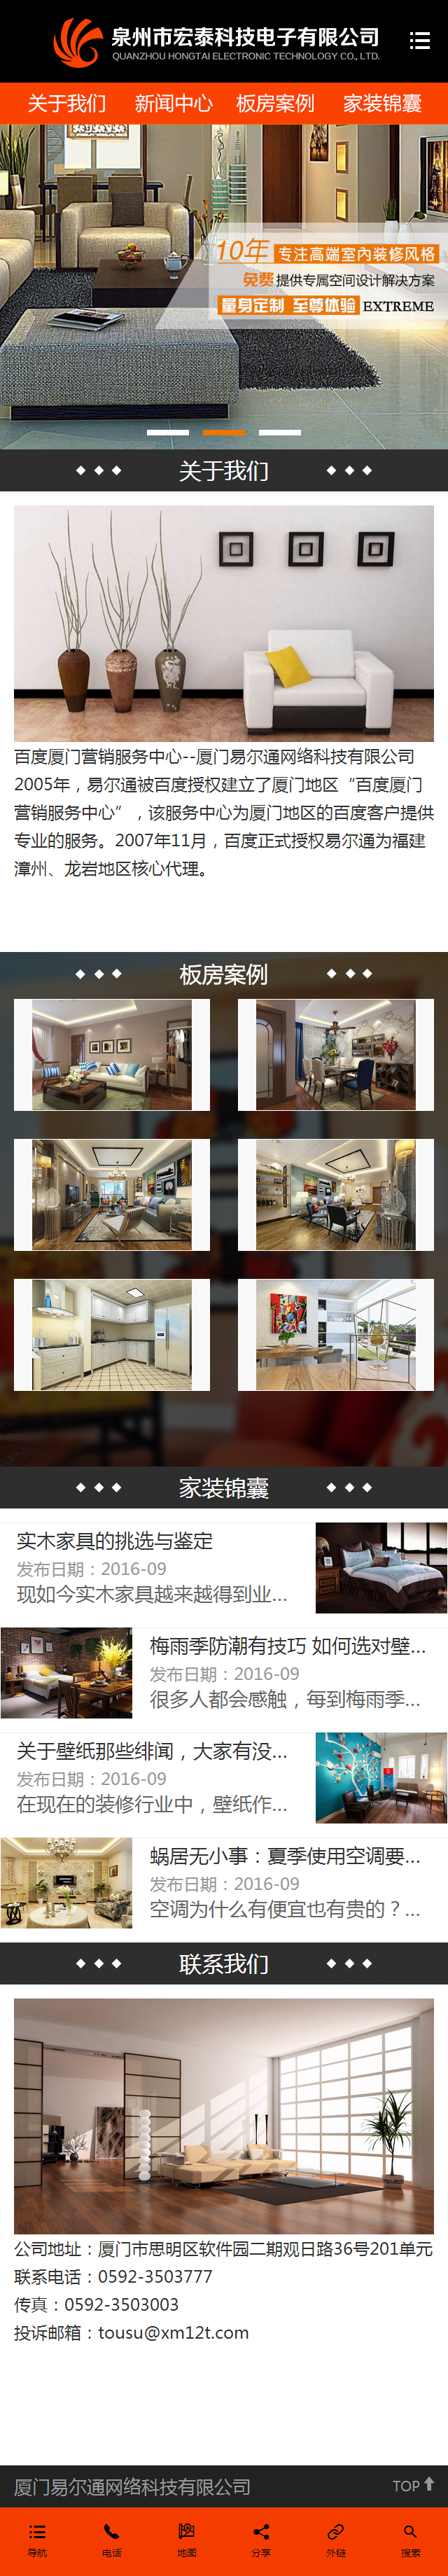 泉州市宏泰科技电子有限公司
QUANZHOU HONGTAI ELECTRONIC TECHNOLOGY CO., LTD.
关于我们 新闻中心 板房案例 家装锦囊
10年 专注高端室内装修风格
免费 提供专属空间设计解决方案
量身定制 至尊体验 EXTREME
关于我们
百度厦门营销服务中心--厦门易尔通网络科技有限公司
2005年，易尔通被百度授权建立了厦门地区“百度厦门
营销服务中心”，该服务中心为厦门地区的百度客户提供
专业的服务。2007年11月，百度正式授权易尔通为福建
漳州、龙岩地区核心代理。
板房案例
家装锦囊
实木家具的挑选与鉴定
发布日期：2016-09
现如今实木家具越来越得到业...
梅雨季防潮有技巧 如何选对壁...
发布日期：2016-09
很多人都会感触，每到梅雨季...
关于壁纸那些绯闻，大家有没...
发布日期：2016-09
在现在的装修行业中，壁纸作...
蜗居无小事：夏季使用空调要...
发布日期：2016-09
空调为什么有便宜也有贵的？...
联系我们
公司地址：厦门市思明区软件园二期观日路36号201单元
联系电话：0592-3503777
传真：0592-3503003
投诉邮箱：tousu@xm12t.com
厦门易尔通网络科技有限公司 TOP
导航 电话 地图 分享 外链 搜索